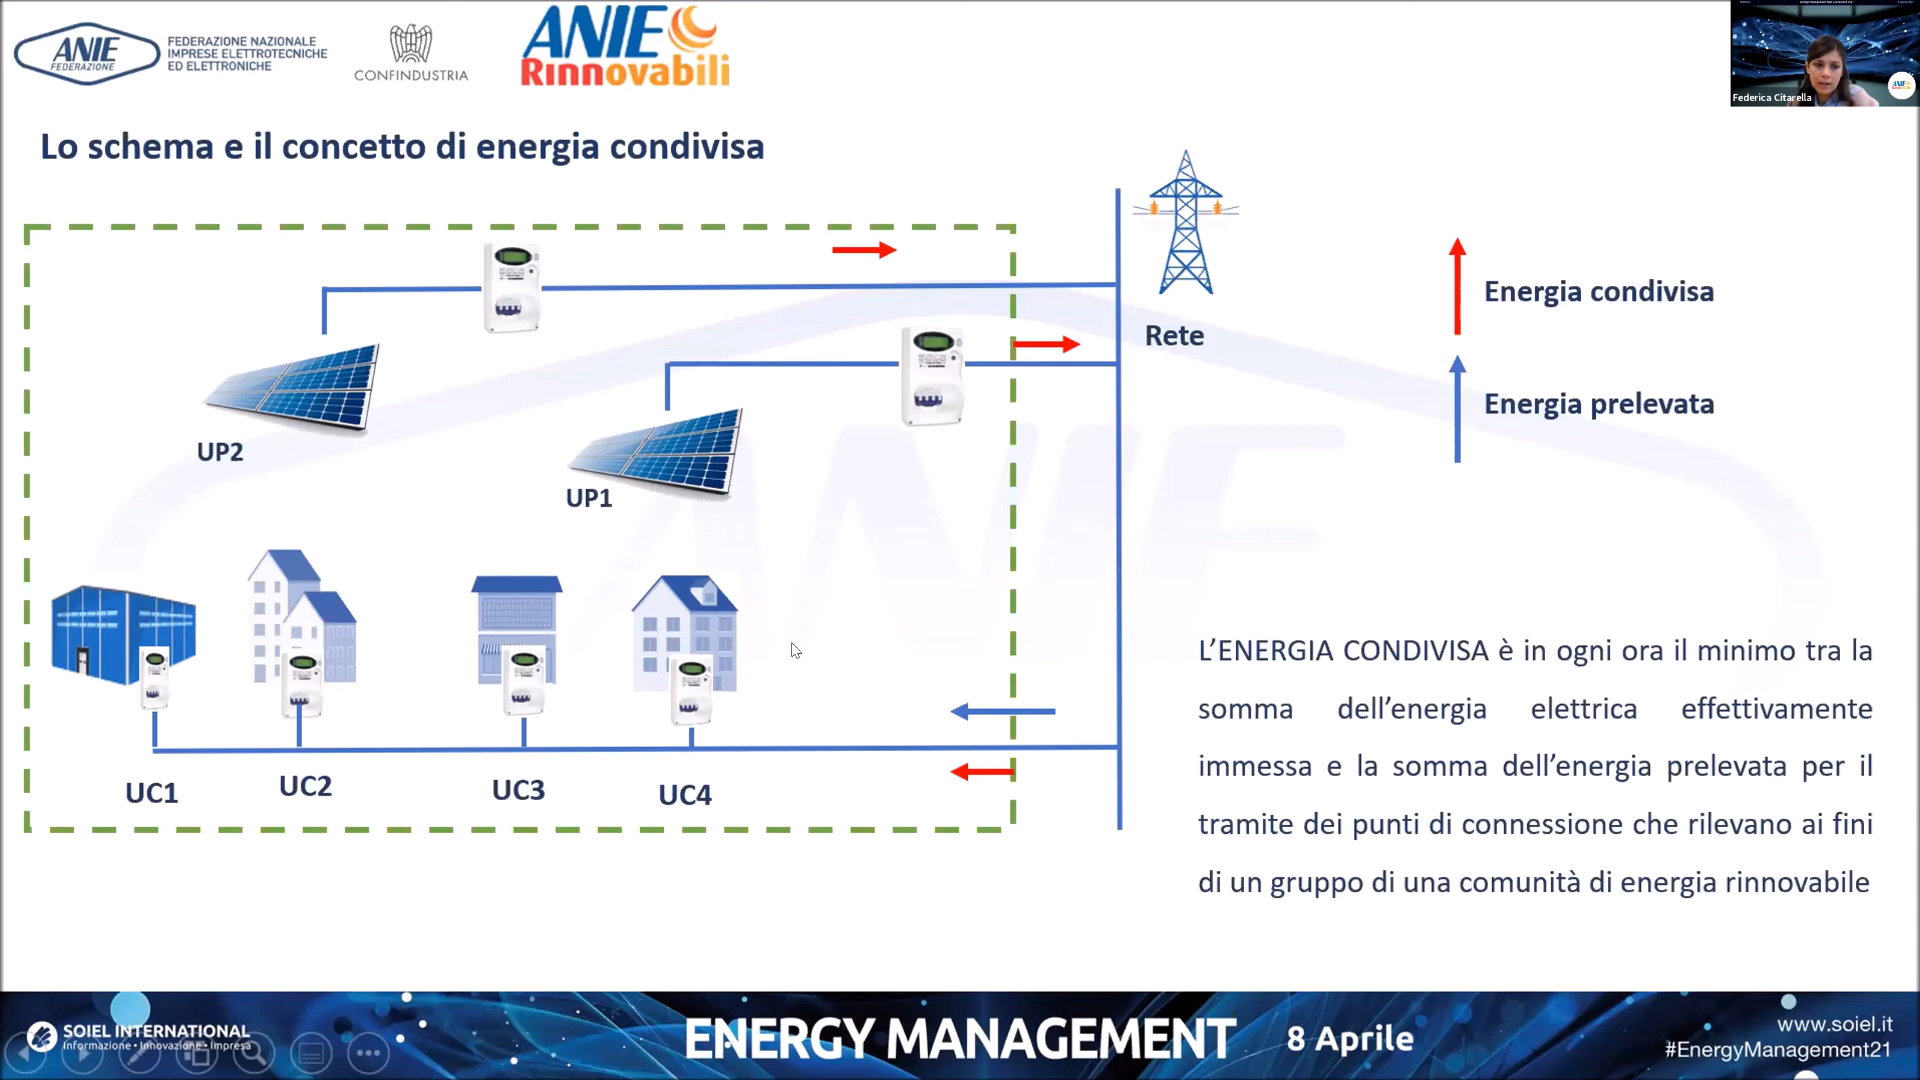 ANIE
FEDERAZIONE
FEDERAZIONE NAZIONALE
IMPRESE ELETTROTECNICHE
ED ELETTRONICHE
CONFINDUSTRIA
ANIE
Rinnovabili
Federica Citarella
Lo schema e il concetto di energia condivisa
Rete
Energia condivisa
Energia prelevata
UP2
UP1
UC1
UC2
UC3
UC4
L’ENERGIA CONDIVISA è in ogni ora il minimo tra la
somma dell’energia elettrica effettivamente
immessa e la somma dell’energia prelevata per il
tramite dei punti di connessione che rilevano ai fini
di un gruppo di una comunità di energia rinnovabile
SOIEL INTERNATIONAL
Informazione • Innovazione • Impresa
ENERGY MANAGEMENT
8 Aprile
www.soiel.it
#EnergyManagement21